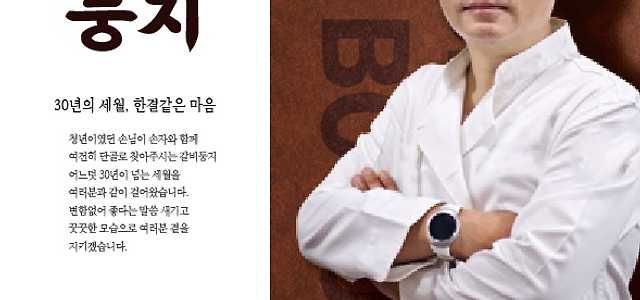 둥지
30년의 세월, 한결같은 마음
청년이였던 손님이 손자와 함께
여전히 단골로 찾아주시는 갈비둥지
어느덧 30년이 넘는 세월을
여러분과 같이 걸어왔습니다.
변함없어 좋다는 말씀 새기고
꿋꿋한 모습으로 여러분 곁을
지키겠습니다.
BO